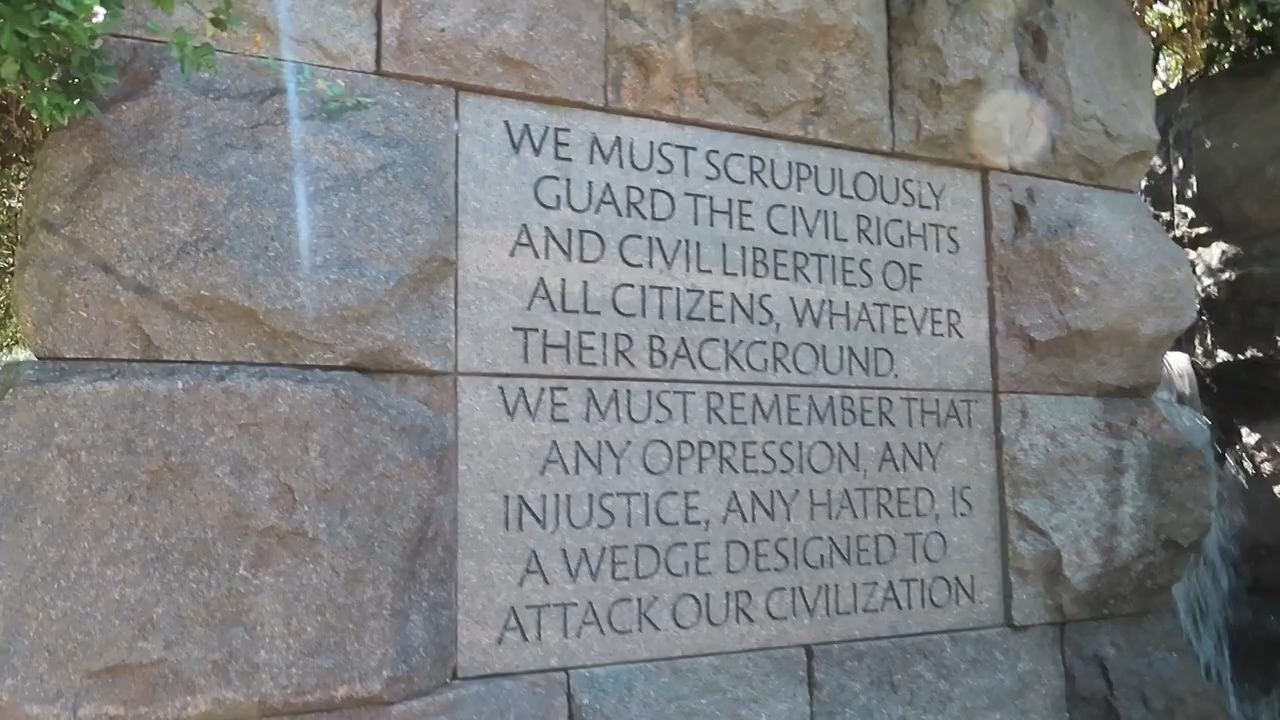 WE MUST SCRUPULOUSLY
GUARD THE CIVIL RIGHTS
AND CIVIL LIBERTIES OF
ALL CITIZENS, WHATEVER
THEIR BACKGROUND.
WE MUST REMEMBER THAT
ANY OPPRESSION, ANY
INJUSTICE, ANY HATRED, IS
A WEDGE DESIGNED TO
ATTACK OUR CIVILIZATION.